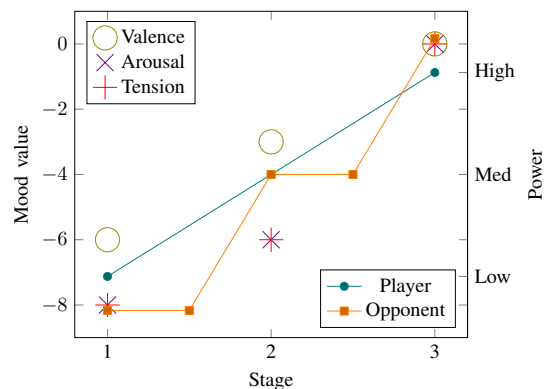 Valence
Arousal
Tension
0
−2
−4
−6
−8
Mood value
High
Med
Low
Power
Player
Opponent
1 2 3
Stage